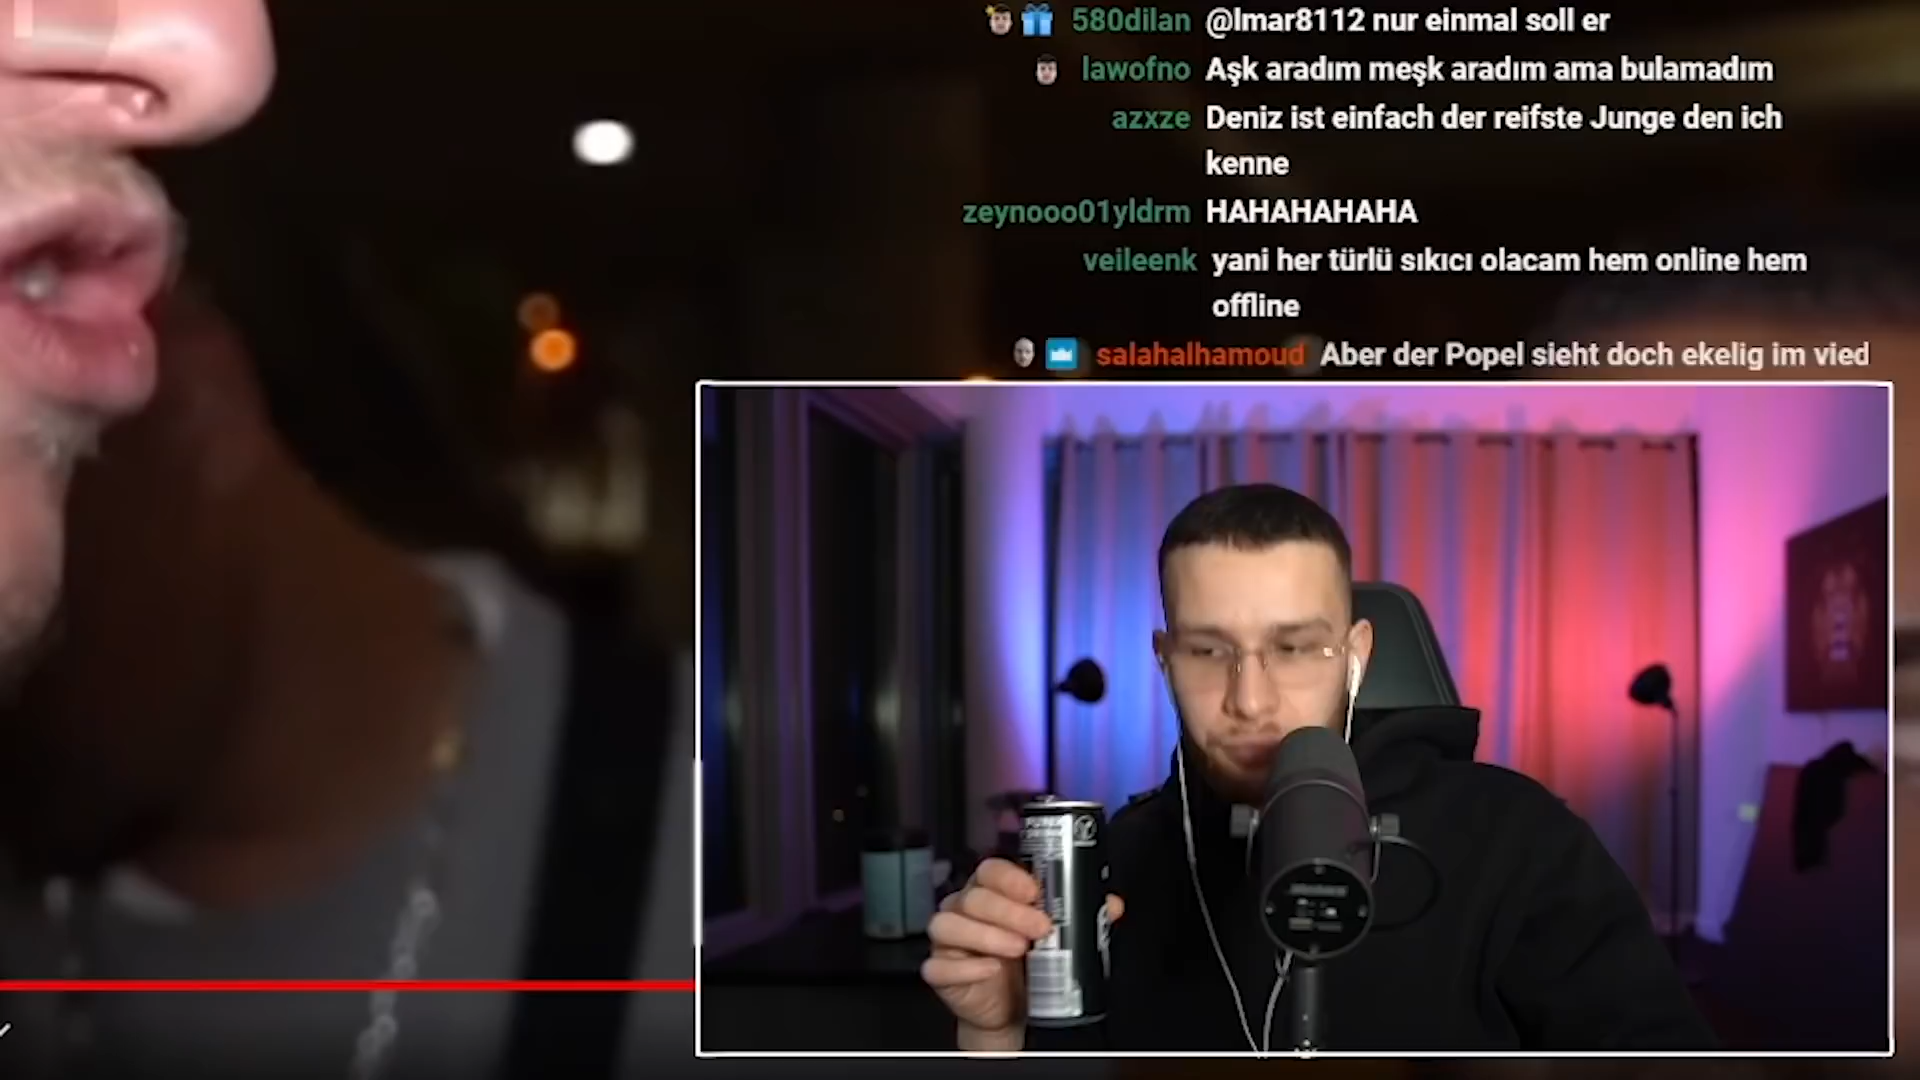 580dilan @lmar8112 nur einmal soll er
lawofno Aşk aradım meşk aradım ama bulamadım
azxze Deniz ist einfach der reifste Junge den ich
kenne
zeynooo01yldrm HAHAHAHAHA
veileenk yani her türlü sıkıcı olacam hem online hem
offline
salahalhamoud Aber der Popel sieht doch ekelig im vied